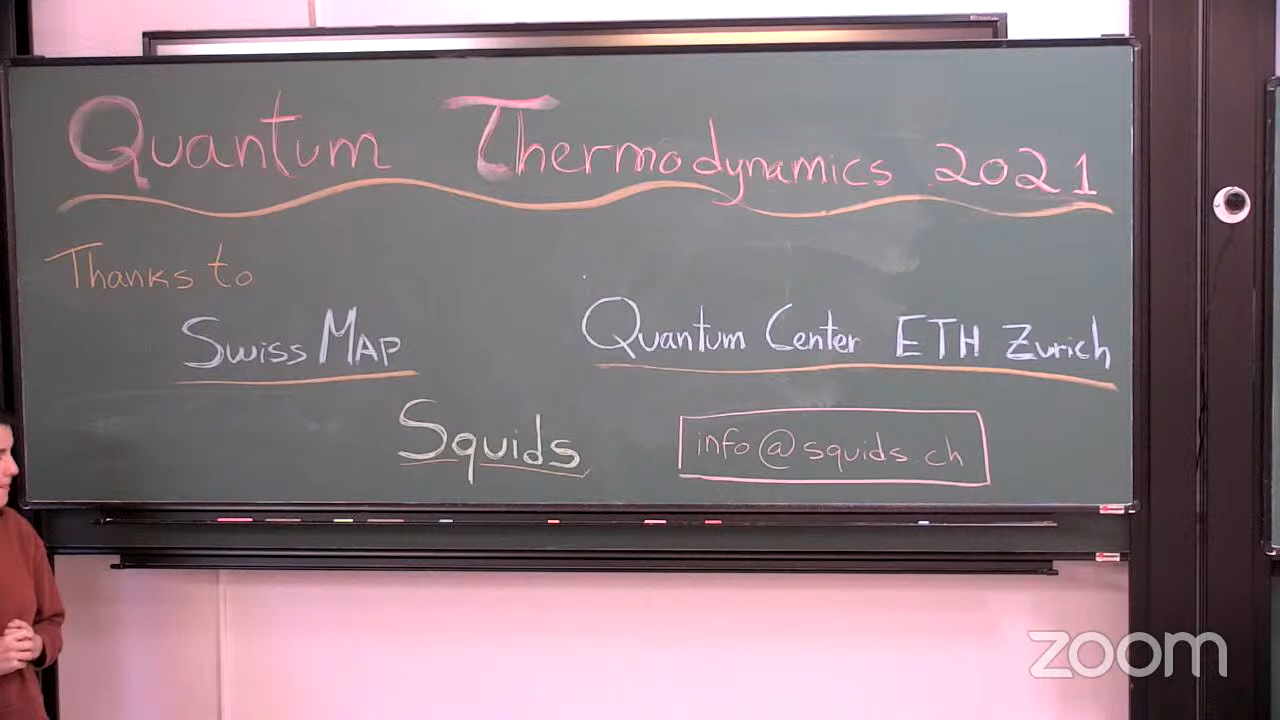 Quantum Thermodynamics 2021
Thanks to
Swiss MAP
Quantum Center ETH Zurich
Squids
info@squids.ch
zoom